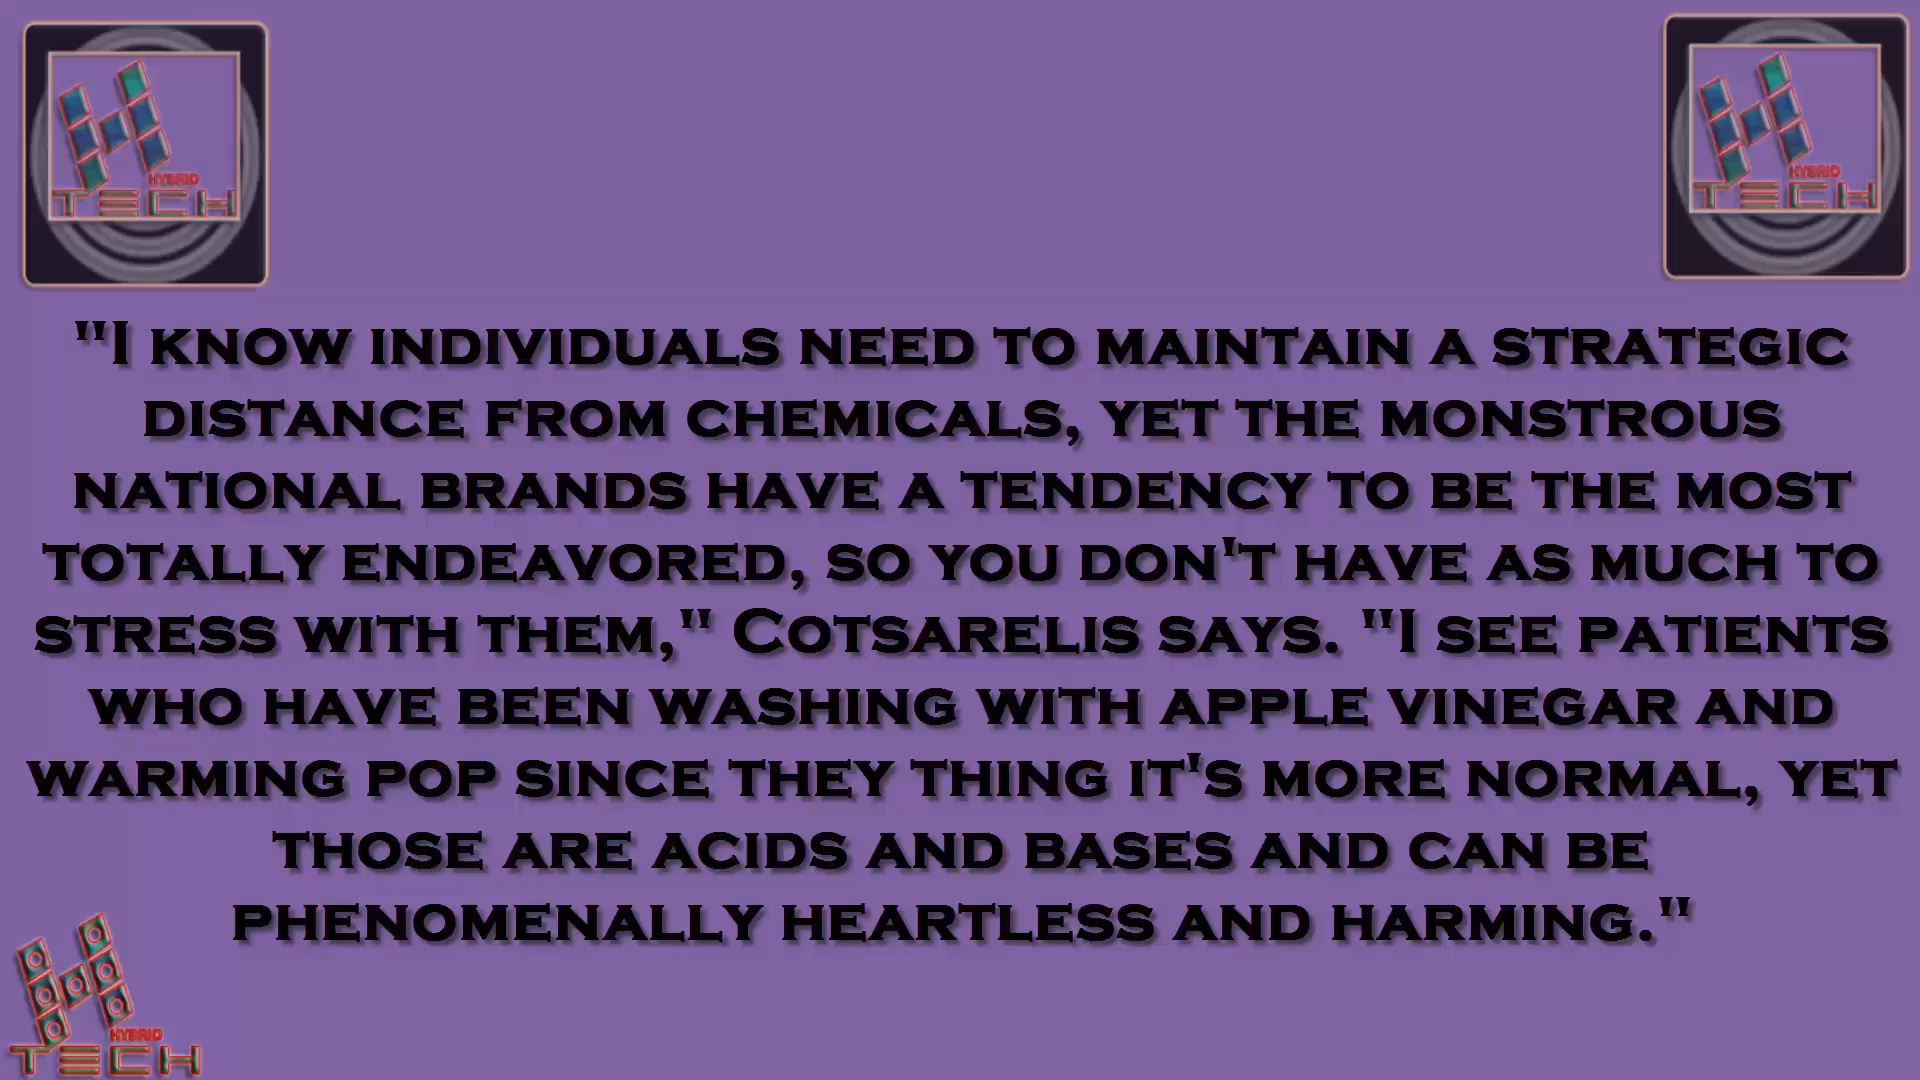 HYBRID
TECH
HYBRID
TECH
"I KNOW INDIVIDUALS NEED TO MAINTAIN A STRATEGIC
DISTANCE FROM CHEMICALS, YET THE MONSTROUS
NATIONAL BRANDS HAVE A TENDENCY TO BE THE MOST
TOTALLY ENDEAVORED, SO YOU DON'T HAVE AS MUCH TO
STRESS WITH THEM," COTSARELIS SAYS. "I SEE PATIENTS
WHO HAVE BEEN WASHING WITH APPLE VINEGAR AND
WARMING POP SINCE THEY THING IT'S MORE NORMAL, YET
THOSE ARE ACIDS AND BASES AND CAN BE
PHENOMENALLY HEARTLESS AND HARMING."
HYBRID
TECH